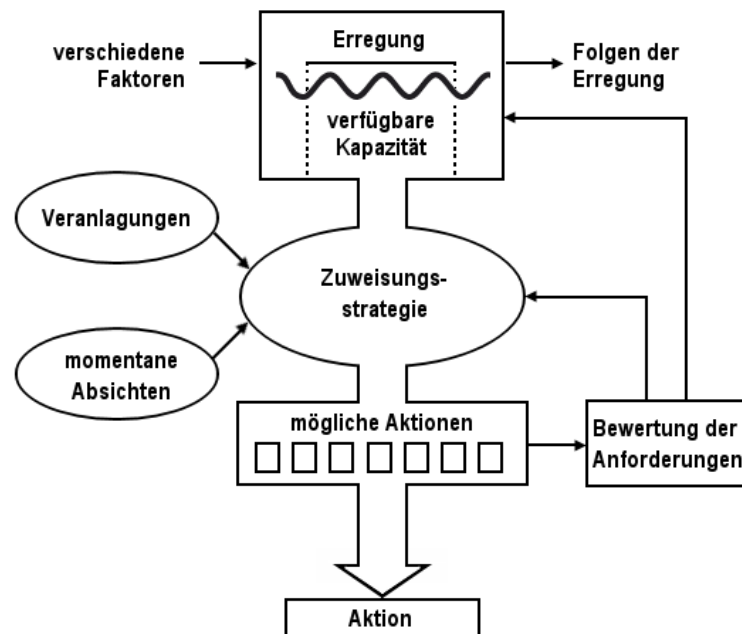 verschiedene
Faktoren
Erregung
verfügbare
Kapazität
Folgen der
Erregung
Veranlagungen
Zuweisungs-
strategie
momentane
Absichten
mögliche Aktionen
Bewertung der
Anforderungen
Aktion